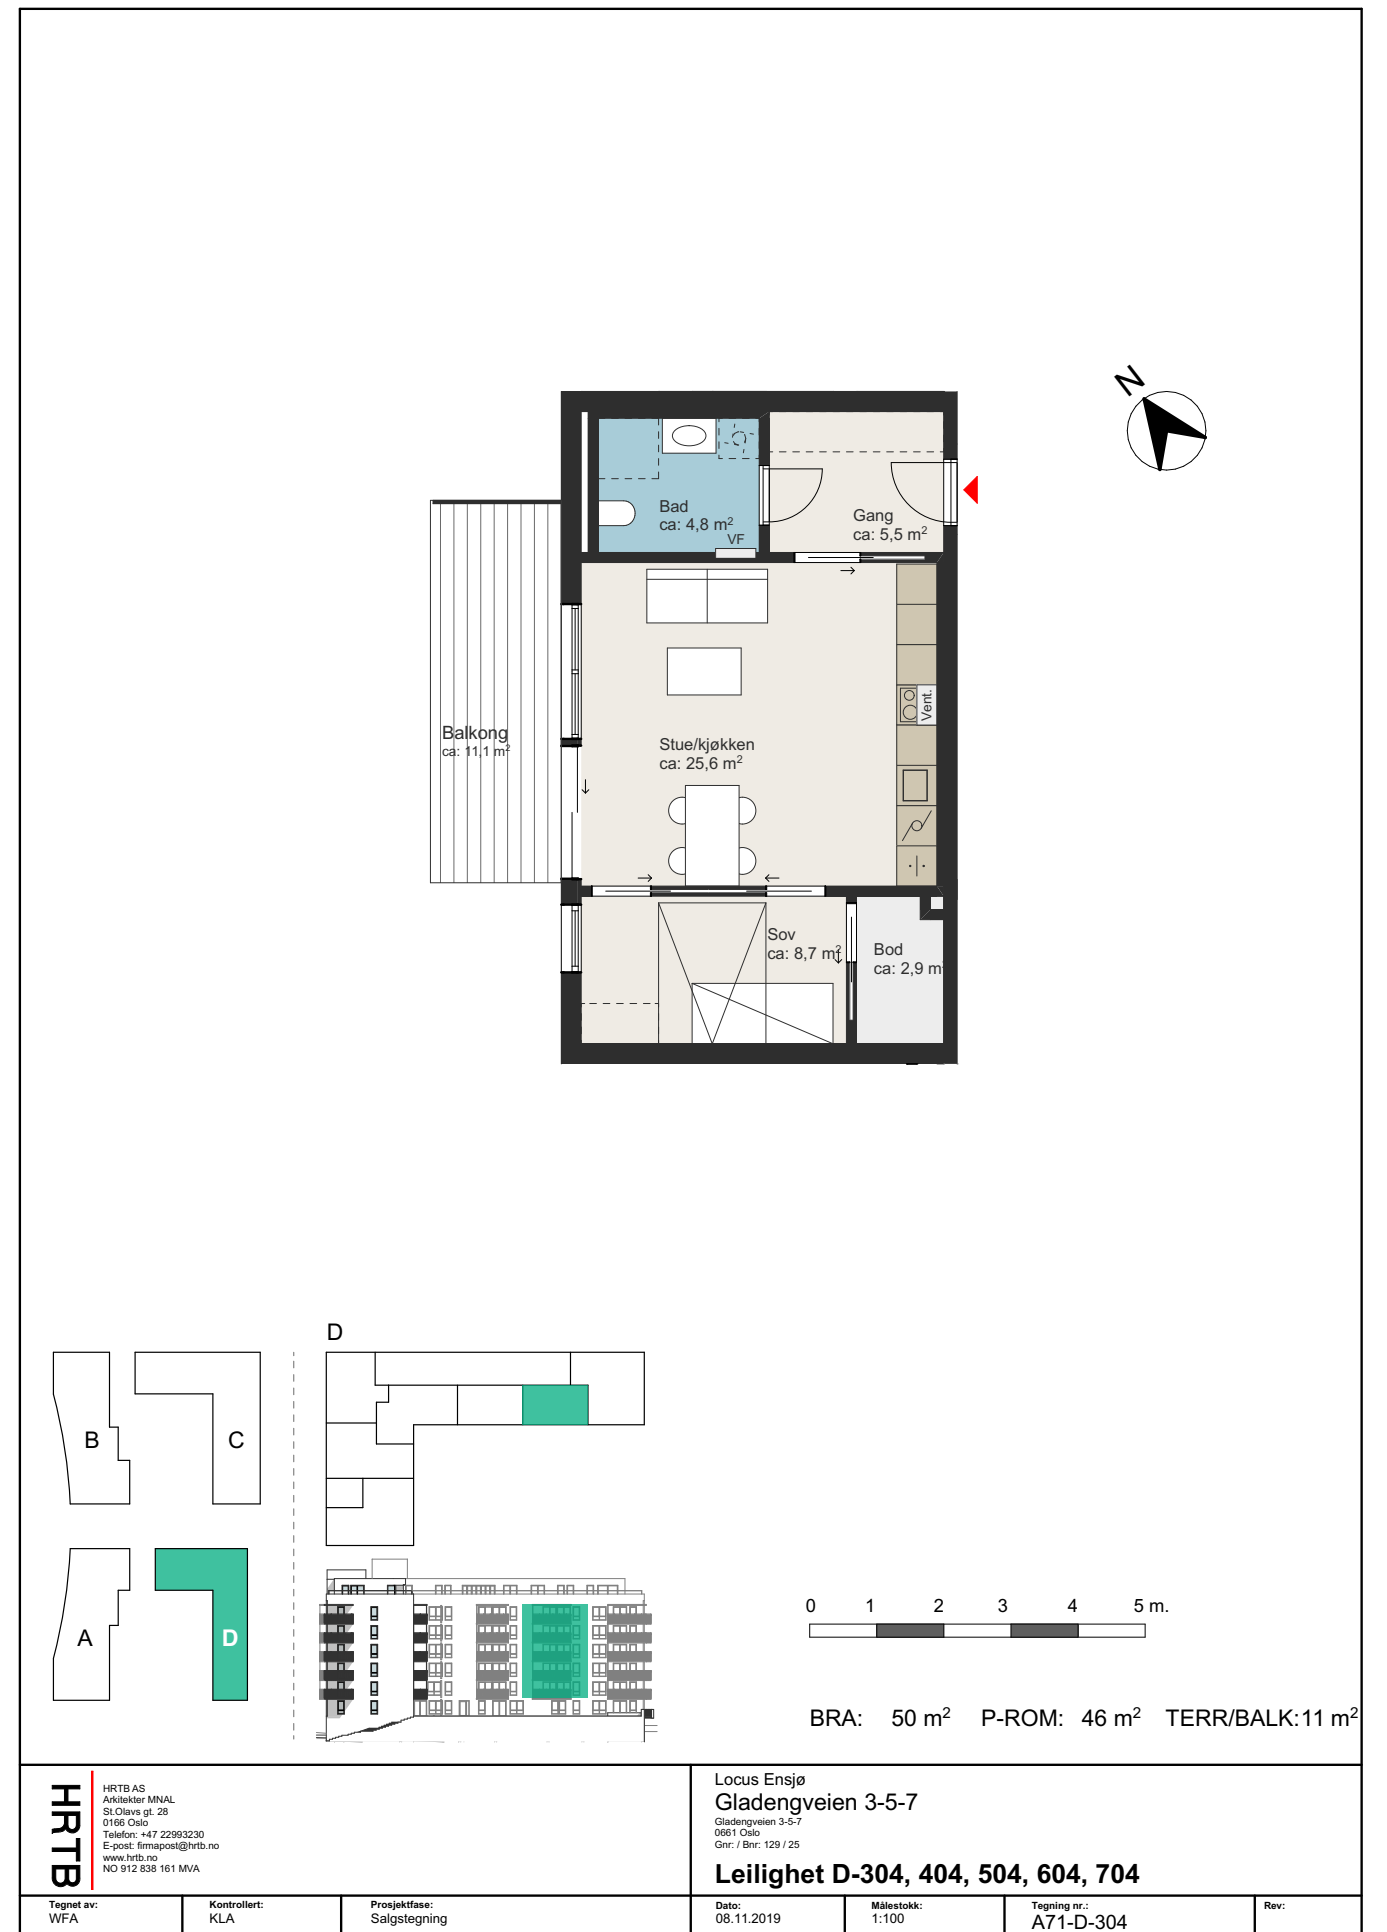 N
Bad
ca: 4,8 m²
VF
Gang
ca: 5,5 m²
Vent.
Balkong
ca: 11,1 m²
Stue/kjøkken
ca: 25,6 m²
Sov
ca: 8,7 m²
Bod
ca: 2,9 m²
D
B
C
A
D
0 1 2 3 4 5 m.
BRA: 50 m² P-ROM: 46 m² TERR/BALK: 11 m²
HRTB
HRTB AS
Arkitekter MNAL
St.Olavs gt. 28
0166 Oslo
Telefon: +47 22993230
E-post: firmapost@hrtb.no
www.hrtb.no
NO 912 838 161 MVA
Locus Ensjø
Gladengveien 3-5-7
Gladengveien 3-5-7
0661 Oslo
Gnr: / Bnr: 129 / 25
Leilighet D-304, 404, 504, 604, 704
Tegnet av:
WFA
Kontrollert:
KLA
Prosjektfase:
Salgstegning
Dato:
08.11.2019
Målestokk:
1:100
Tegning nr.:
A71-D-304
Rev: